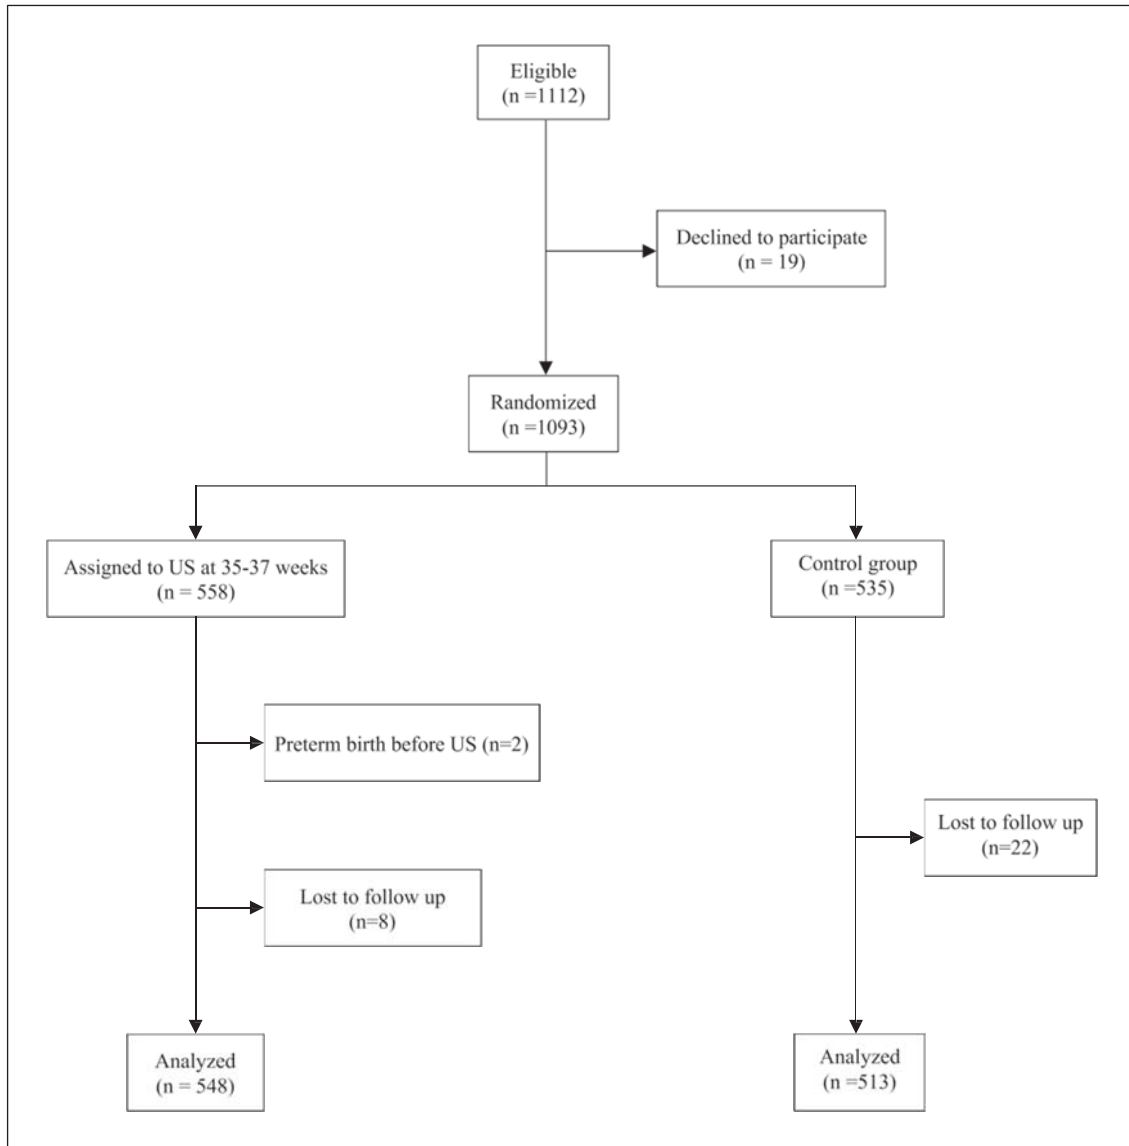 Eligible
(n =1112)
Declined to participate
(n = 19)
Randomized
(n =1093)
Assigned to US at 35-37 weeks
(n = 558)
Control group
(n =535)
Preterm birth before US (n=2)
Lost to follow up
(n=22)
Lost to follow up
(n=8)
Analyzed
(n = 548)
Analyzed
(n =513)